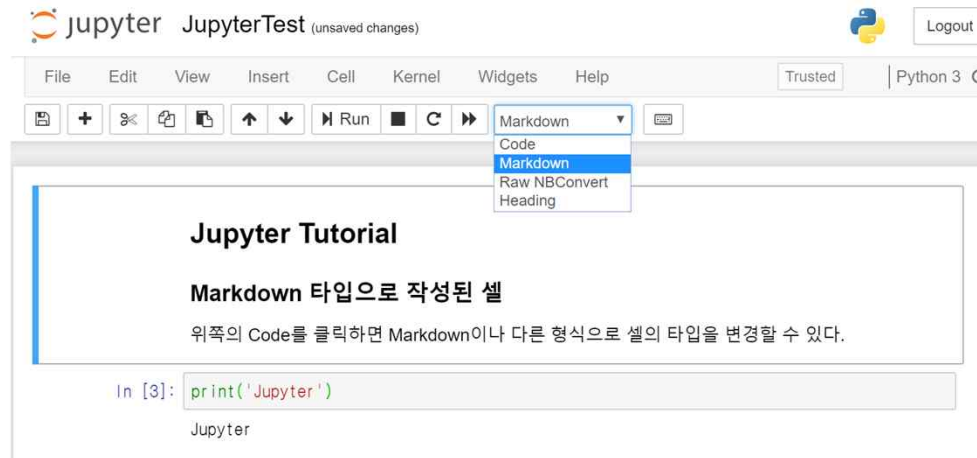 jupyter JupyterTest (unsaved changes) Logout
File Edit View Insert Cell Kernel Widgets Help Trusted Python 3
Run Markdown
Code
Markdown
Raw NBConvert
Heading
Jupyter Tutorial
Markdown 타입으로 작성된 셀
위쪽의 Code를 클릭하면 Markdown이나 다른 형식으로 셀의 타입을 변경할 수 있다.
In [3]: print('Jupyter')
Jupyter